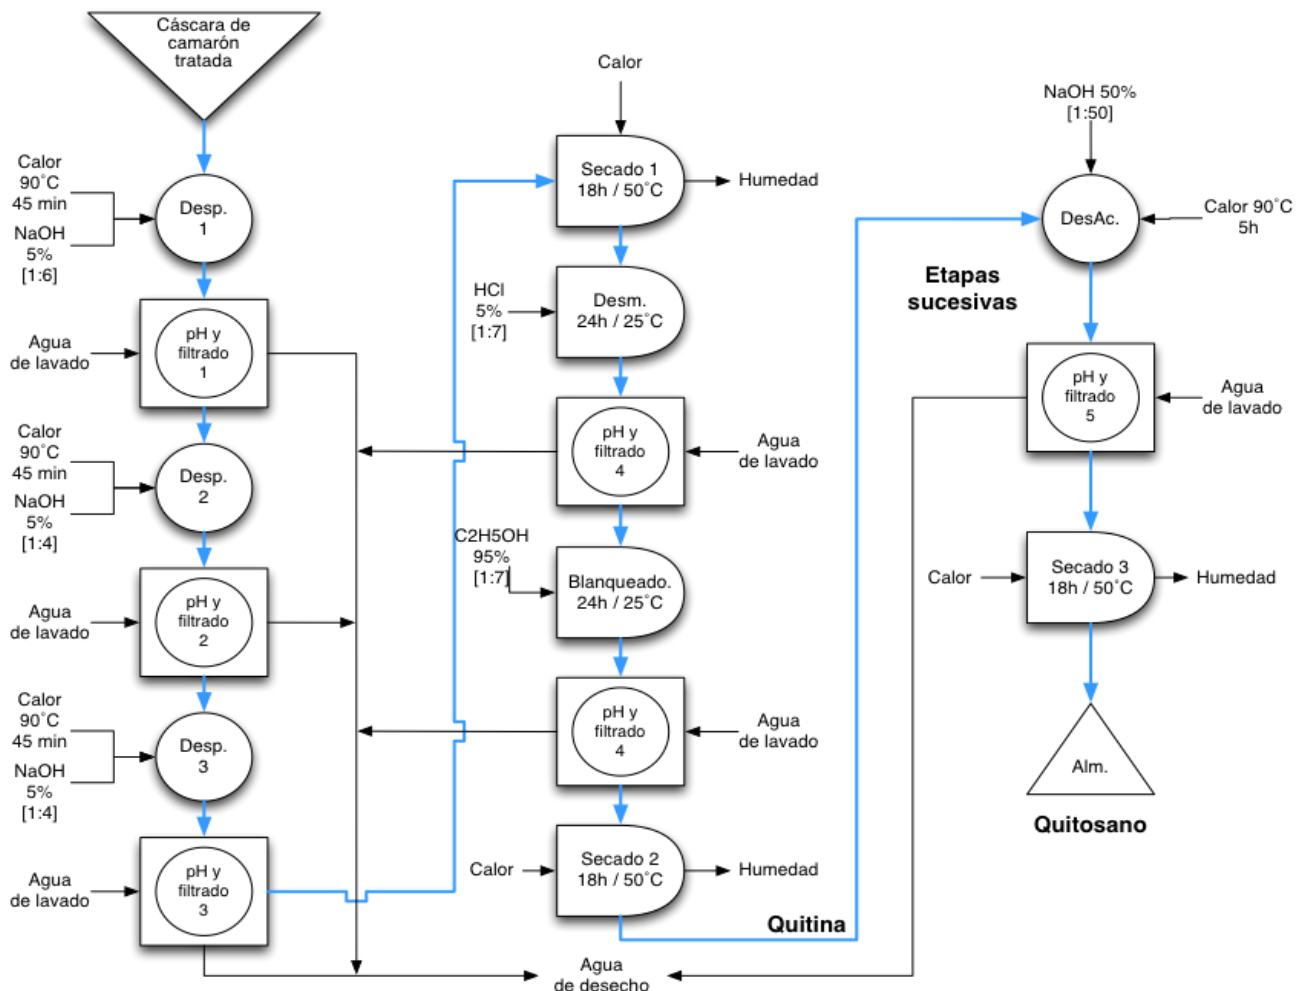 Cáscara de
camarón
tratada
Calor
90˚C
45 min
NaOH
5%
[1:6]
Desp.
1
Agua
de lavado
pH y
filtrado
1
Calor
90˚C
45 min
NaOH
5%
[1:4]
Desp.
2
Agua
de lavado
pH y
filtrado
2
Calor
90˚C
45 min
NaOH
5%
[1:4]
Desp.
3
Agua
de lavado
pH y
filtrado
3
Calor
Secado 1
18h / 50˚C
Humedad
HCl
5%
[1:7]
Desm.
24h / 25˚C
pH y
filtrado
4
Agua
de lavado
C2H5OH
95%
[1:7]
Blanqueado.
24h / 25˚C
pH y
filtrado
4
Agua
de lavado
Calor
Secado 2
18h / 50˚C
Humedad
Quitina
Agua
de desecho
NaOH 50%
[1:50]
DesAc.
Calor 90˚C
5h
Etapas
sucesivas
pH y
filtrado
5
Agua
de lavado
Calor
Secado 3
18h / 50˚C
Humedad
Alm.
Quitosano